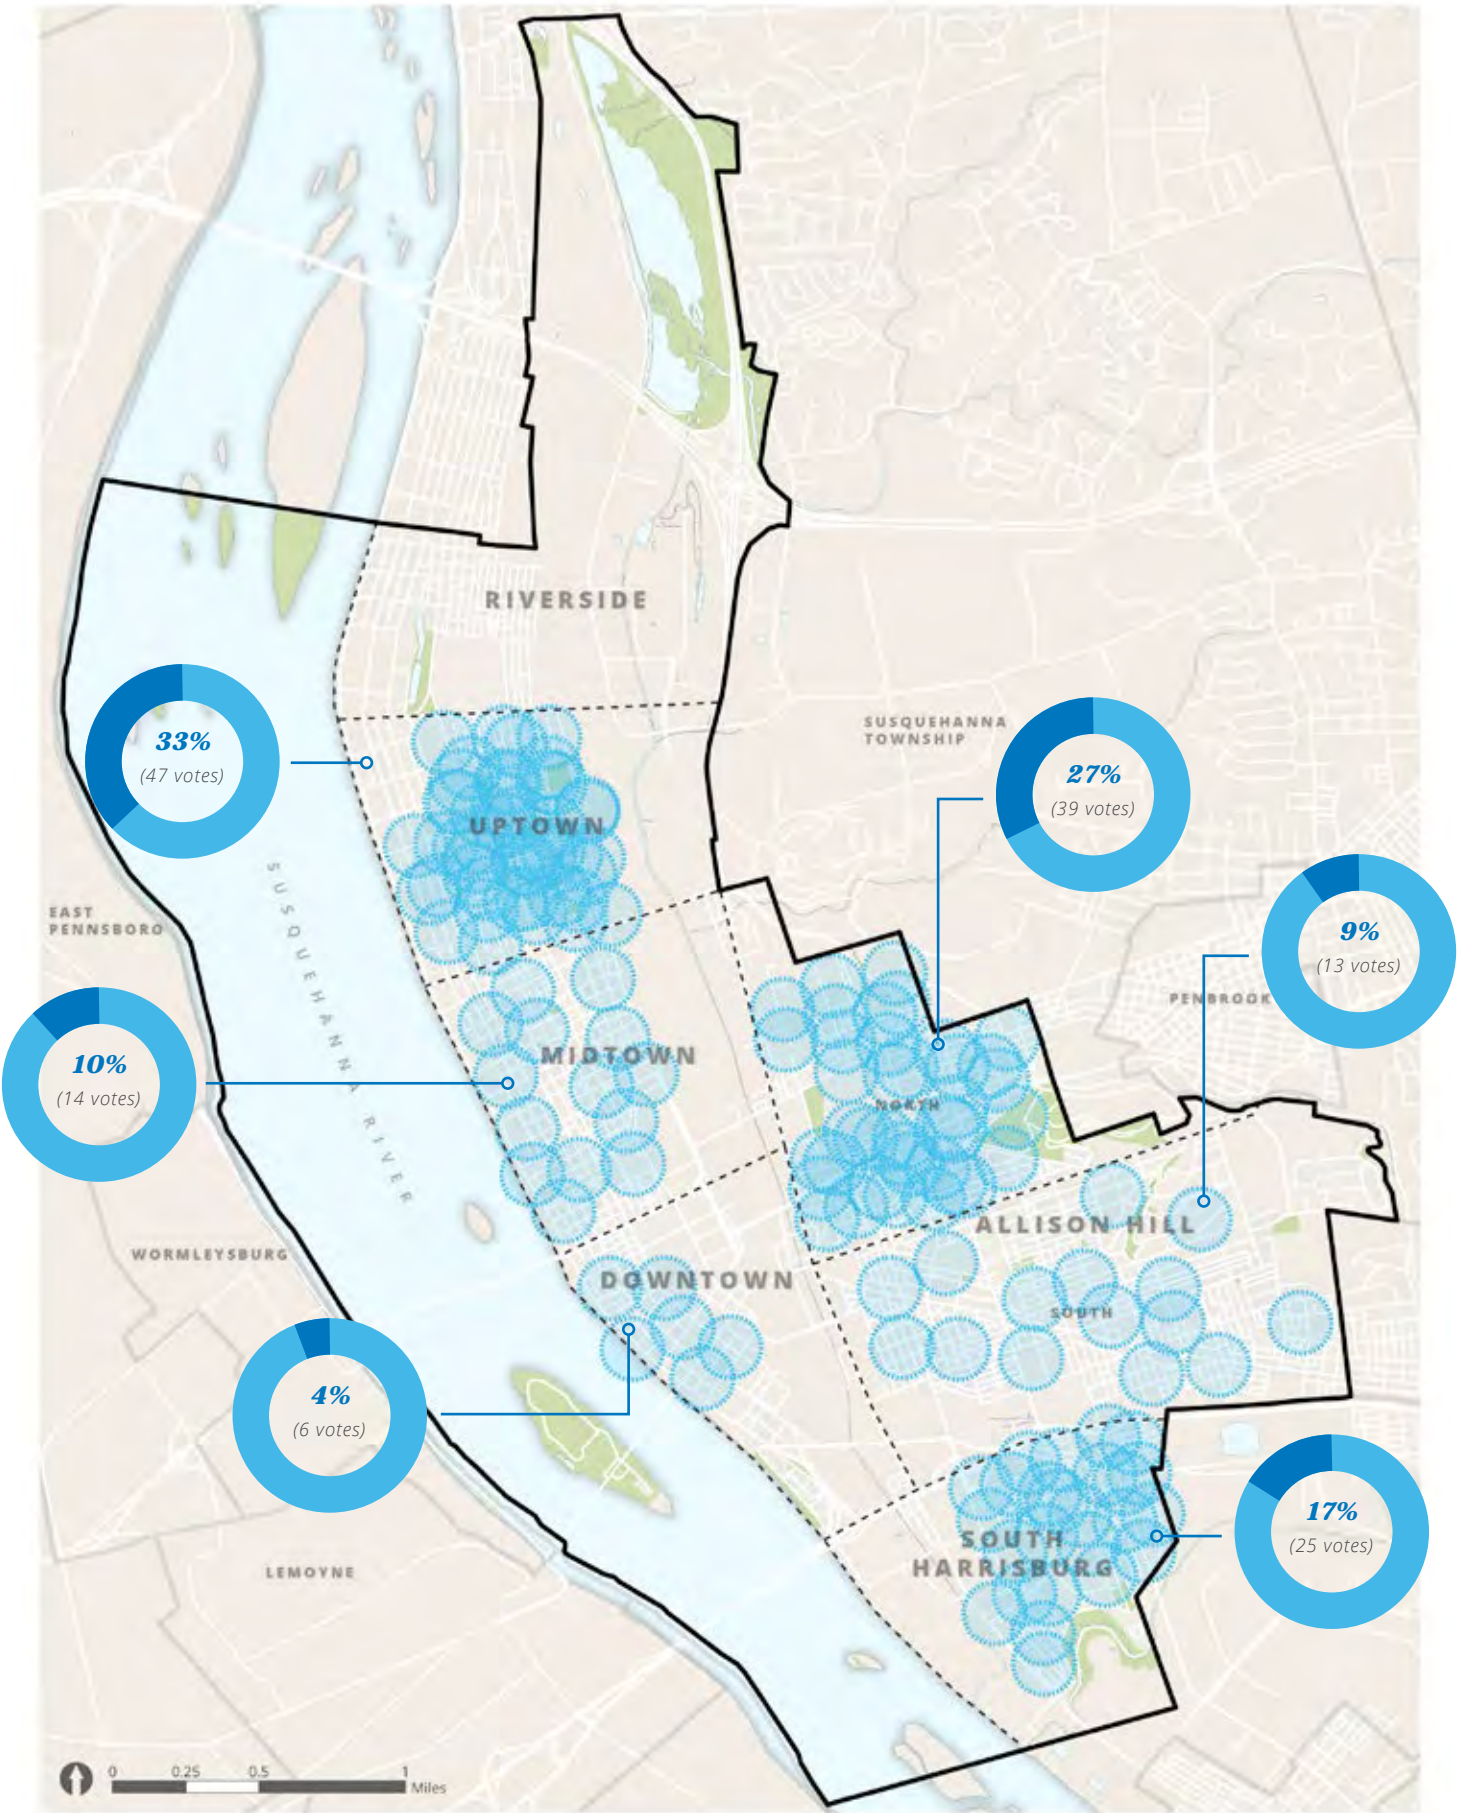 RIVERSIDE
33%
(47 votes)
SUSQUEHANNA
TOWNSHIP
27%
(39 votes)
UPTOWN
EAST
PENNSBORO
9%
(13 votes)
PENBROOK
SUSQUEHANNA RIVER
10%
(14 votes)
MIDTOWN
NORTH
ALLISON HILL
WORMLEYSBURG
DOWNTOWN
SOUTH
4%
(6 votes)
17%
(25 votes)
SOUTH
HARRISBURG
LEMOYNE
0 0.25 0.5 1
Miles